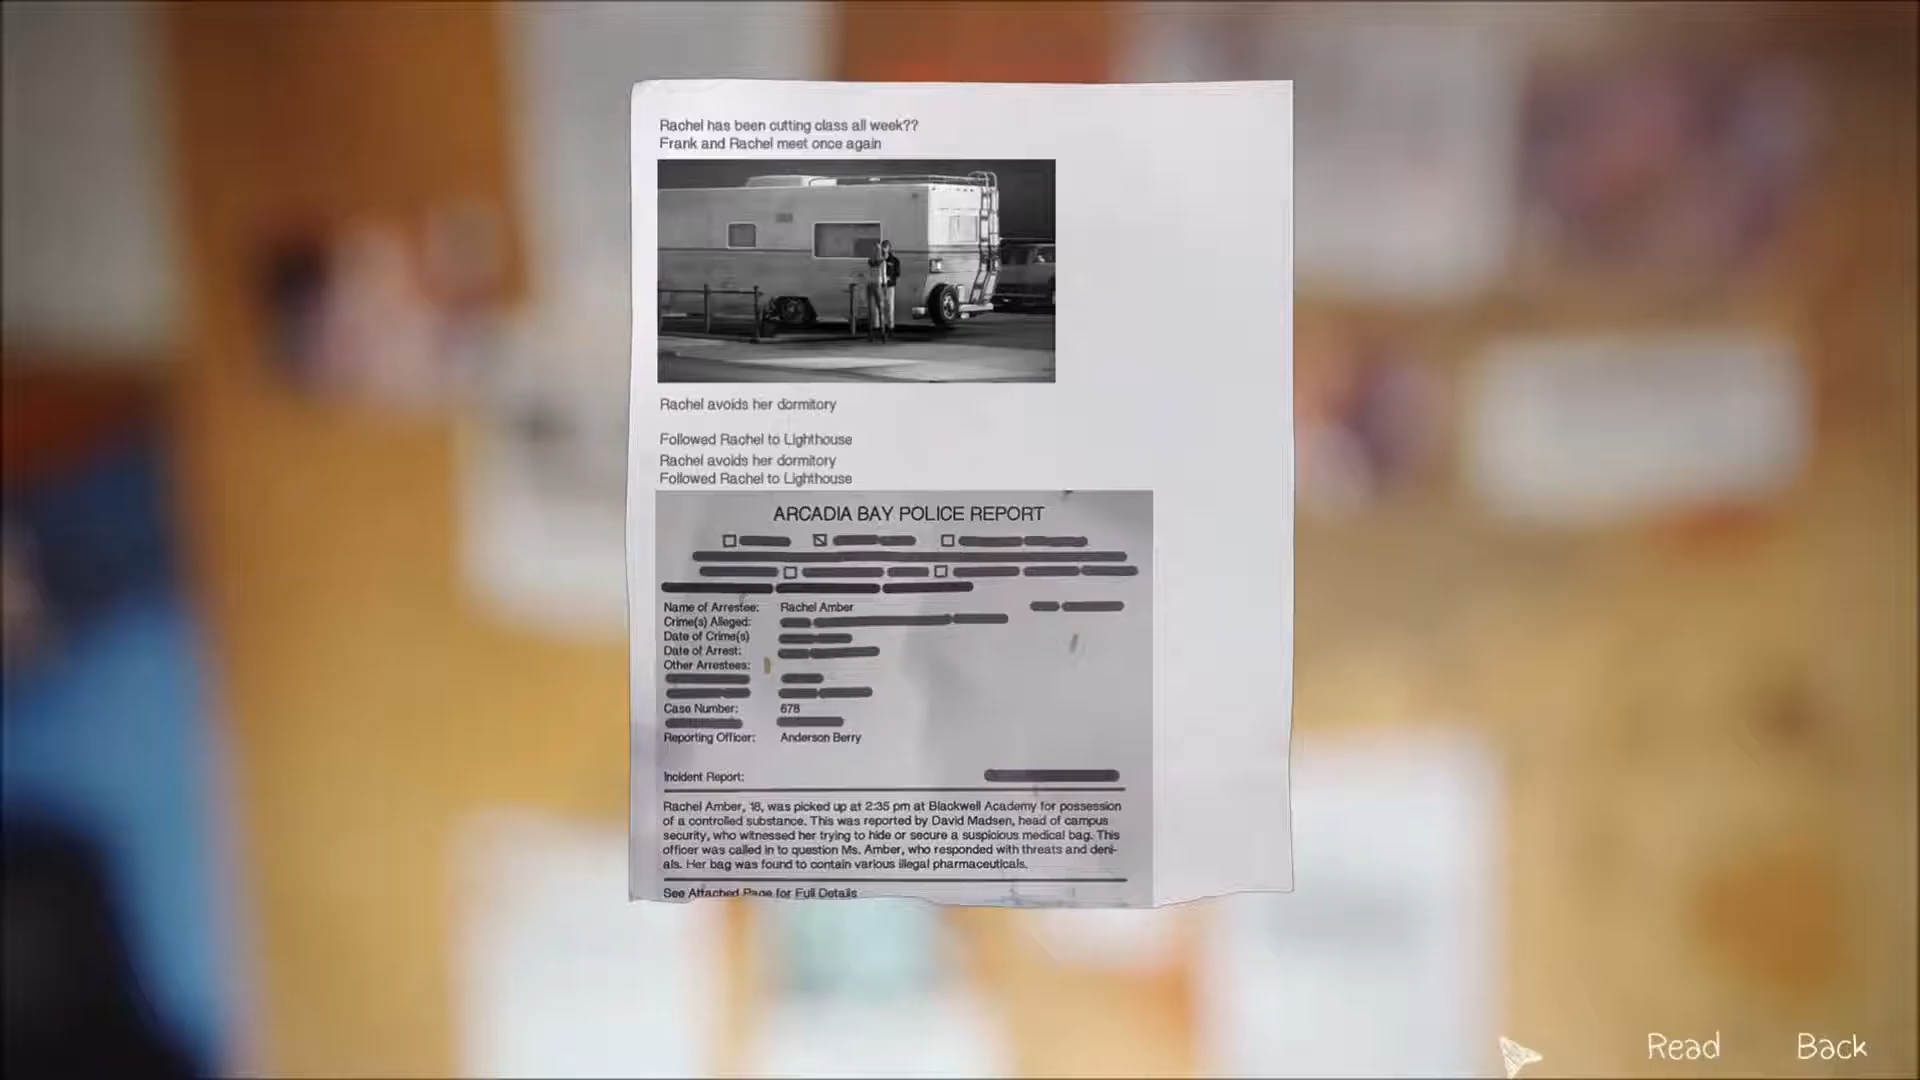 Rachel has been cutting class all week??
Frank and Rachel meet once again
Rachel avoids her dormitory
Followed Rachel to Lighthouse
Rachel avoids her dormitory
Followed Rachel to Lighthouse
ARCADIA BAY POLICE REPORT
Name of Arrestee: Rachel Amber
Crime(s) Alleged:
Date of Crime(s)
Date of Arrest:
Other Arrestees:
Case Number: 678
Reporting Officer: Anderson Berry
Incident Report:
Rachel Amber, 18, was picked up at 2:35 pm at Blackwell Academy for possession
of a controlled substance. This was reported by David Madsen, head of campus
security, who witnessed her trying to hide or secure a suspicious medical bag. This
officer was called in to question Ms. Amber, who responded with threats and deni-
als. Her bag was found to contain various illegal pharmaceuticals.
See Attached Page for Full Details
Read Back